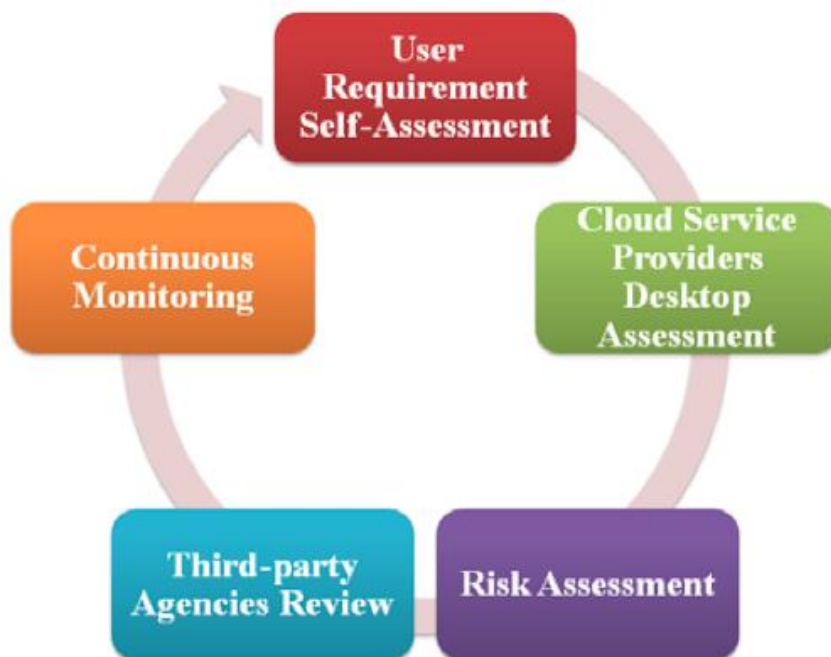 User
Requirement
Self-Assessment
Cloud Service
Providers
Desktop
Assessment
Risk Assessment
Third-party
Agencies Review
Continuous
Monitoring